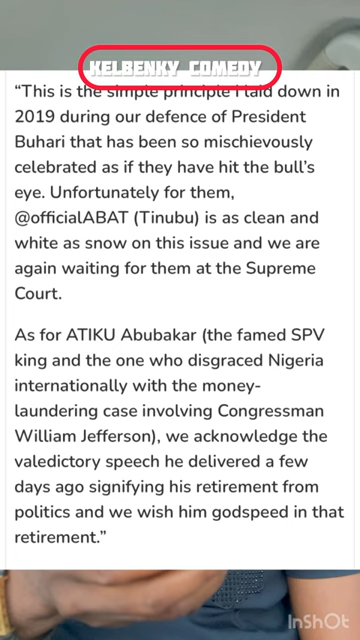 KELBENKY COMEDY
“This is the simple principle I laid down in
2019 during our defence of President
Buhari that has been so mischievously
celebrated as if they have hit the bull’s
eye. Unfortunately for them,
@officialABAT (Tinubu) is as clean and
white as snow on this issue and we are
again waiting for them at the Supreme
Court.
As for ATIKU Abubakar (the famed SPV
king and the one who disgraced Nigeria
internationally with the money-
laundering case involving Congressman
William Jefferson), we acknowledge the
valedictory speech he delivered a few
days ago signifying his retirement from
politics and we wish him godspeed in that
retirement.”
InShOt